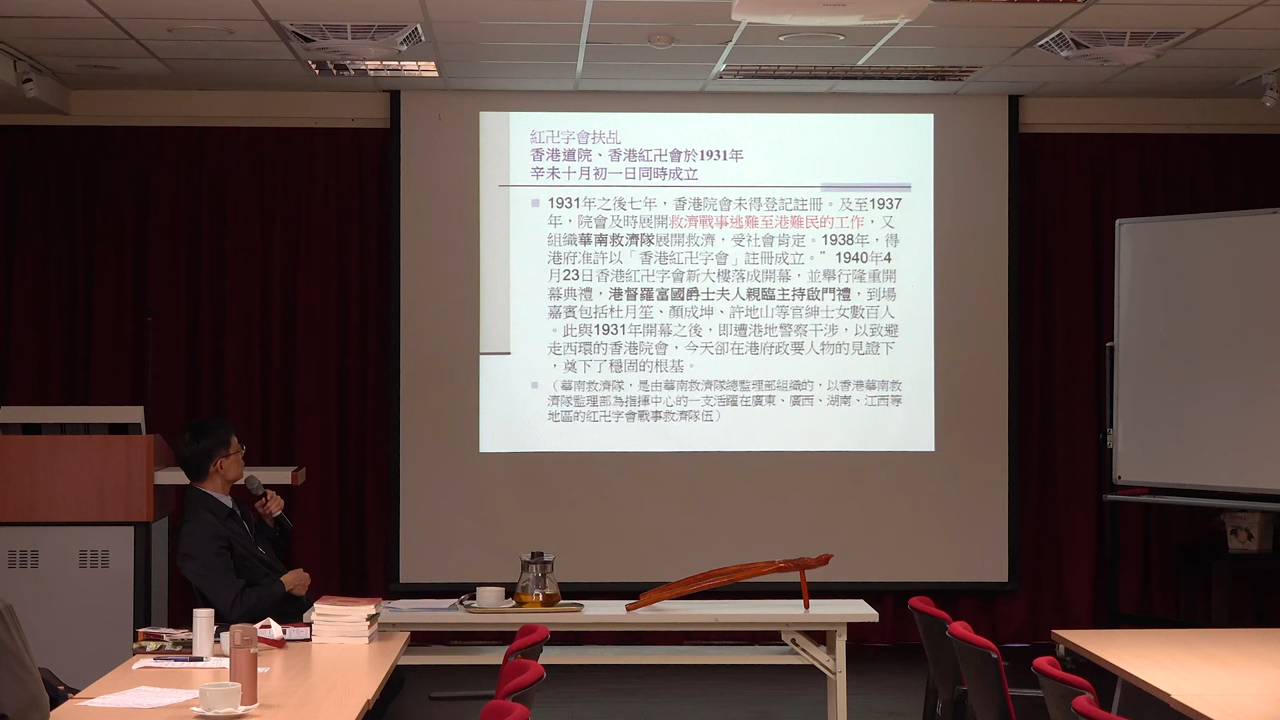 紅卍字會扶乩
香港道院、香港紅卍會於1931年
辛未十月初一日同時成立
1931年之後七年，香港院會未得登記註冊。及至1937
年，院會及時展開救濟戰事逃難至港難民的工作，又
組織華南救濟隊展開救濟，受社會肯定。1938年，得
港府准許以「香港紅卍字會」註冊成立。”1940年4
月23日香港紅卍字會新大樓落成開幕，並舉行隆重開
幕典禮，港督羅富國爵士夫人親臨主持啟門禮，到場
嘉賓包括杜月笙、顏成坤、許地山等官紳士女數百人
。此與1931年開幕之後，即遭港地警察干涉，以致避
走西環的香港院會，今天卻在港府政要人物的見證下
，奠下了穩固的根基。
（華南救濟隊，是由華南救濟隊總監理部組織的，以香港華南救
濟隊監理部為指揮中心的一支活躍在廣東、廣西、湖南、江西等
地區的紅卍字會戰事救濟隊伍）